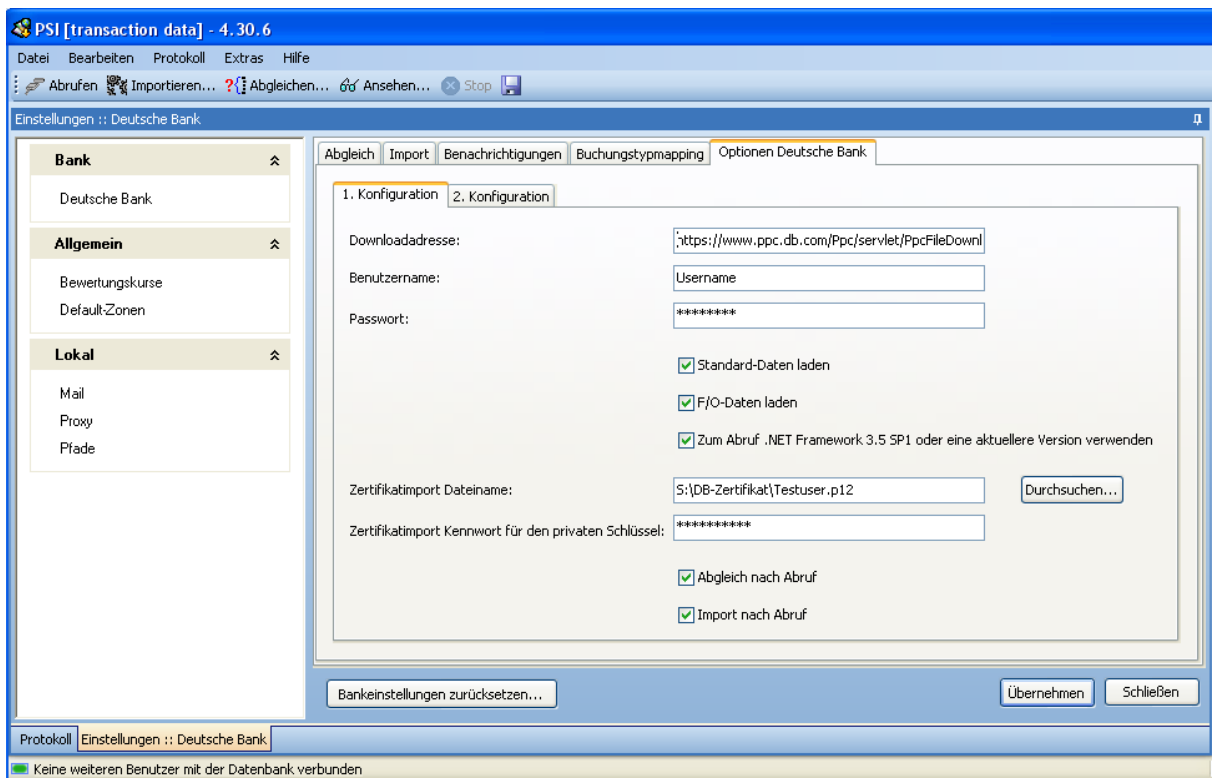 PSI [transaction data] - 4.30.6
Datei Bearbeiten Protokoll Extras Hilfe
Abrufen Importieren... Abgleichen... Ansehen... Stop
Einstellungen :: Deutsche Bank
Bank
Deutsche Bank
Allgemein
Bewertungskurse
Default-Zonen
Lokal
Mail
Proxy
Pfade
Abgleich Import Benachrichtigungen Buchungstypmapping Optionen Deutsche Bank
1. Konfiguration 2. Konfiguration
Downloadadresse: https://www.ppc.db.com/Ppc/servlet/PpcFileDownl
Benutzername: Username
Passwort: ********
Standard-Daten laden
F/O-Daten laden
Zum Abruf .NET Framework 3.5 SP1 oder eine aktuellere Version verwenden
Zertifikatimport Dateiname: S:\DB-Zertifikat\Testuser.p12 Durchsuchen...
Zertifikatimport Kennwort für den privaten Schlüssel: **********
Abgleich nach Abruf
Import nach Abruf
Bankeinstellungen zurücksetzen... Übernehmen Schließen
Protokoll Einstellungen :: Deutsche Bank
Keine weiteren Benutzer mit der Datenbank verbunden